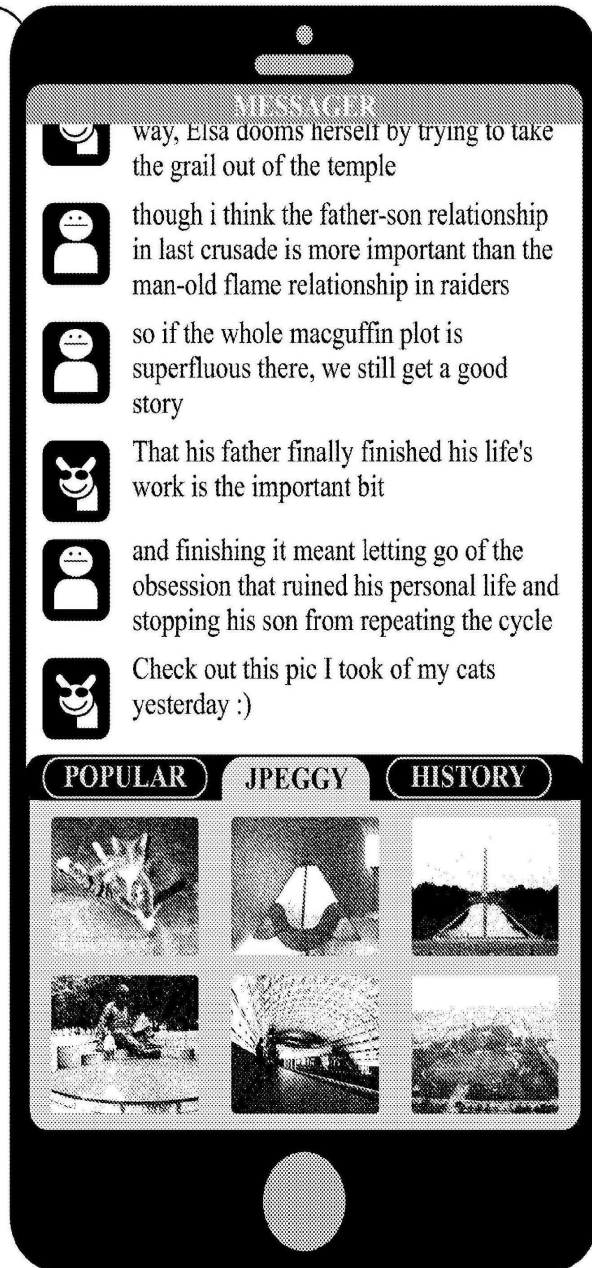 MESSAGER
way, Elsa dooms herself by trying to take
the grail out of the temple
though i think the father-son relationship
in last crusade is more important than the
man-old flame relationship in raiders
so if the whole macguffin plot is
superfluous there, we still get a good
story
That his father finally finished his life's
work is the important bit
and finishing it meant letting go of the
obsession that ruined his personal life and
stopping his son from repeating the cycle
Check out this pic I took of my cats
yesterday :)
POPULAR JPEGGY HISTORY